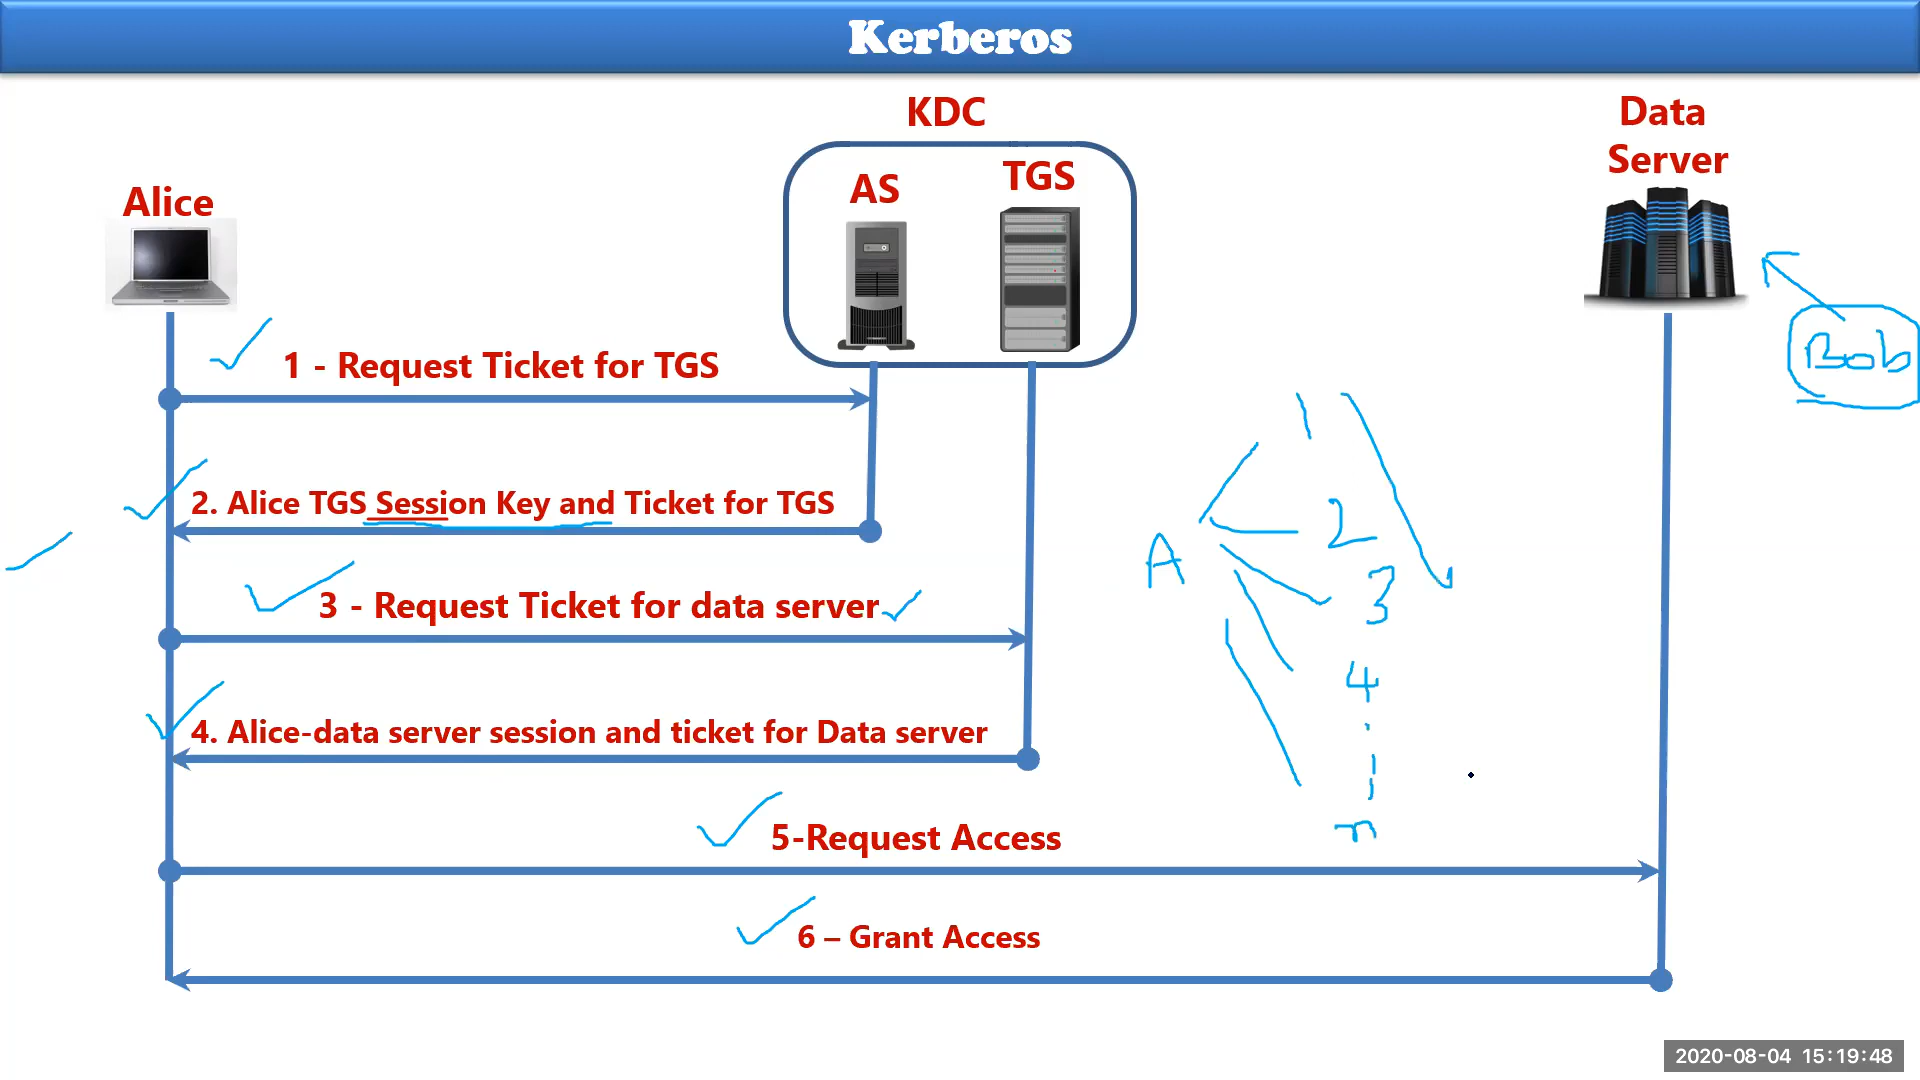 Kerberos
KDC
Data
Server
AS
TGS
Alice
Bob
1 - Request Ticket for TGS
1
2. Alice TGS Session Key and Ticket for TGS
2
A
3 - Request Ticket for data server
3
4
4. Alice-data server session and ticket for Data server
n
5-Request Access
6 – Grant Access
2020-08-04 15:19:48